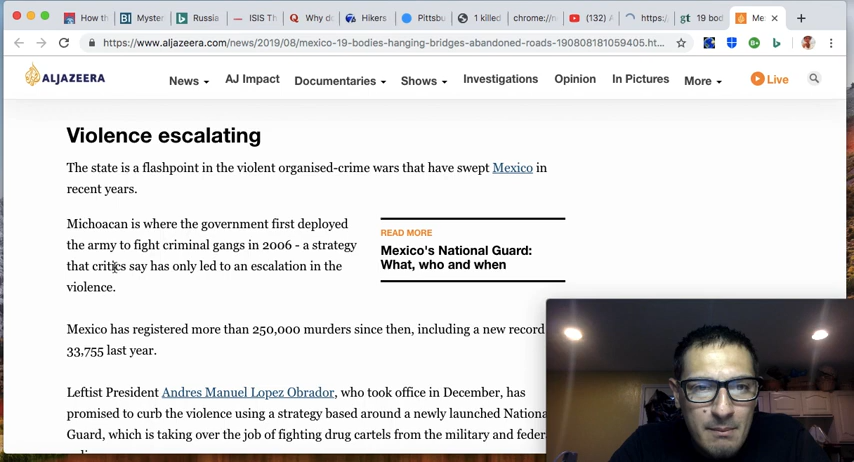 How th
Myster
Russia
ISIS Th
Why do
Hikers
Pittsbu
1 killed
chrome://n
(132) A
https:/
19 bod
Me
https://www.aljazeera.com/news/2019/08/mexico-19-bodies-hanging-bridges-abandoned-roads-190808181059405.ht...
ALJAZEERA
News
AJ Impact
Documentaries
Shows
Investigations
Opinion
In Pictures
More
Live
Violence escalating
The state is a flashpoint in the violent organised-crime wars that have swept Mexico in
recent years.
Michoacan is where the government first deployed
the army to fight criminal gangs in 2006 - a strategy
that critics say has only led to an escalation in the
violence.
READ MORE
Mexico's National Guard:
What, who and when
Mexico has registered more than 250,000 murders since then, including a new record
33,755 last year.
Leftist President Andres Manuel Lopez Obrador, who took office in December, has
promised to curb the violence using a strategy based around a newly launched Nationa
Guard, which is taking over the job of fighting drug cartels from the military and federa